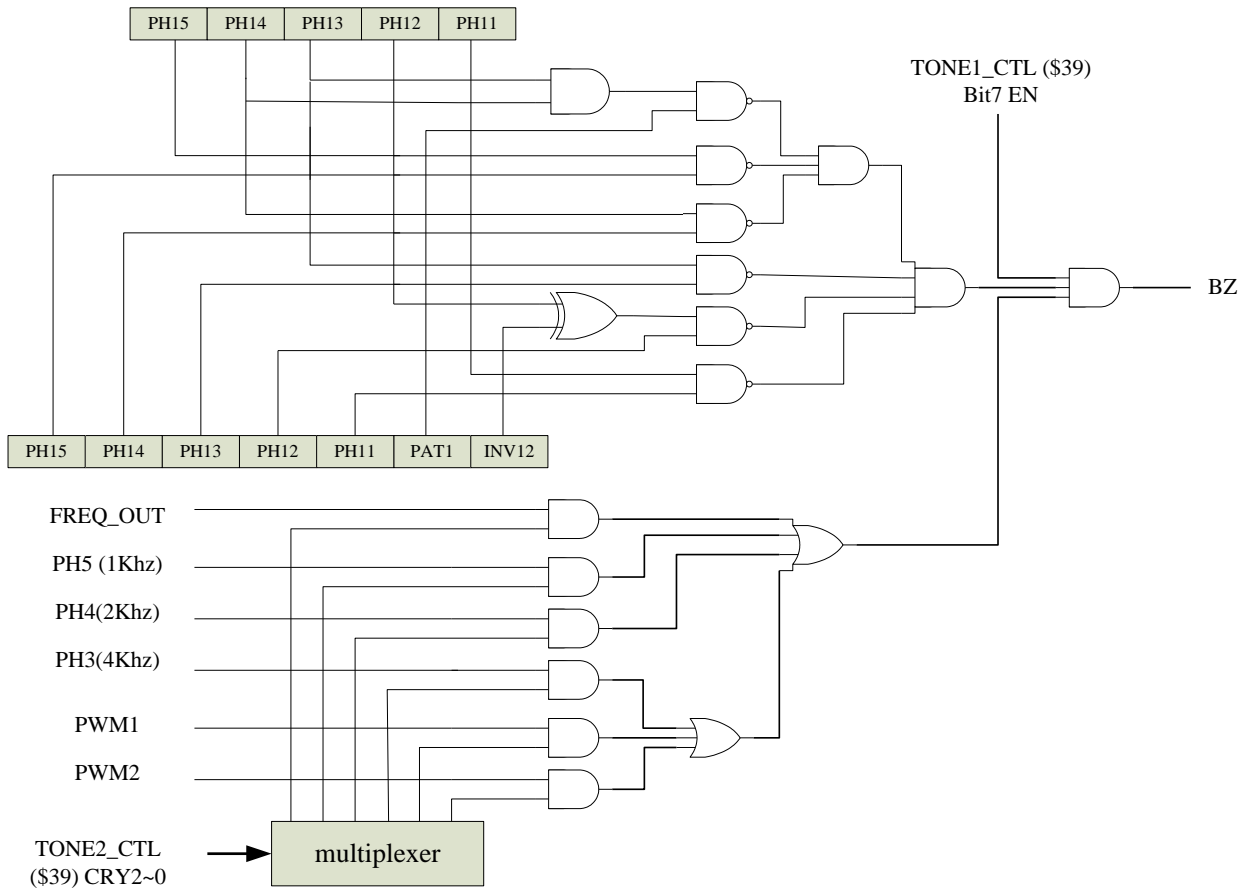 PH15 PH14 PH13 PH12 PH11
TONE1_CTL ($39)
Bit7 EN
BZ
PH15 PH14 PH13 PH12 PH11 PAT1 INV12
FREQ_OUT
PH5 (1Khz)
PH4(2Khz)
PH3(4Khz)
PWM1
PWM2
TONE2_CTL
($39) CRY2~0
multiplexer